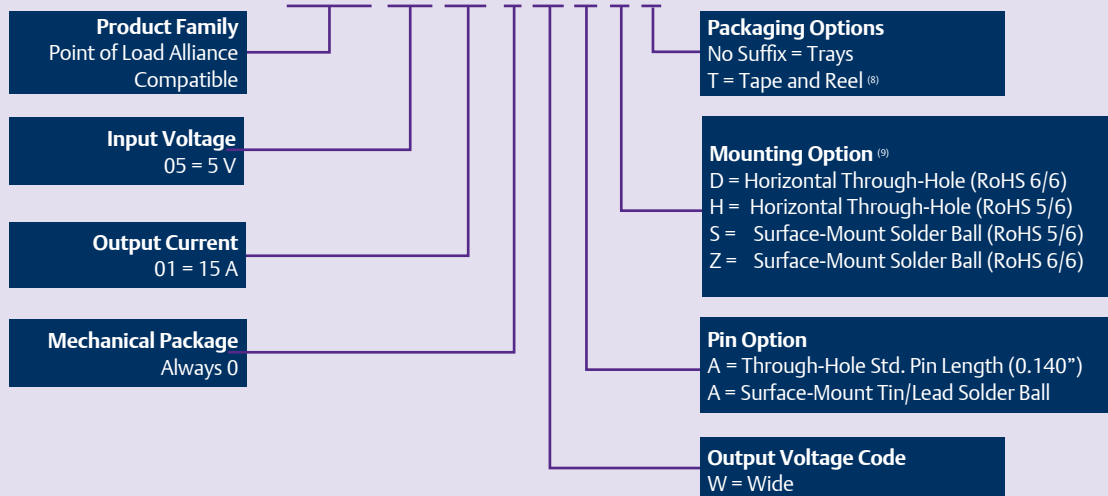 Product Family
Point of Load Alliance
Compatible
Input Voltage
05 = 5 V
Output Current
01 = 15 A
Mechanical Package
Always 0
Packaging Options
No Suffix = Trays
T = Tape and Reel (8)
Mounting Option (9)
D = Horizontal Through-Hole (RoHS 6/6)
H = Horizontal Through-Hole (RoHS 5/6)
S = Surface-Mount Solder Ball (RoHS 5/6)
Z = Surface-Mount Solder Ball (RoHS 6/6)
Pin Option
A = Through-Hole Std. Pin Length (0.140”)
A = Surface-Mount Tin/Lead Solder Ball
Output Voltage Code
W = Wide